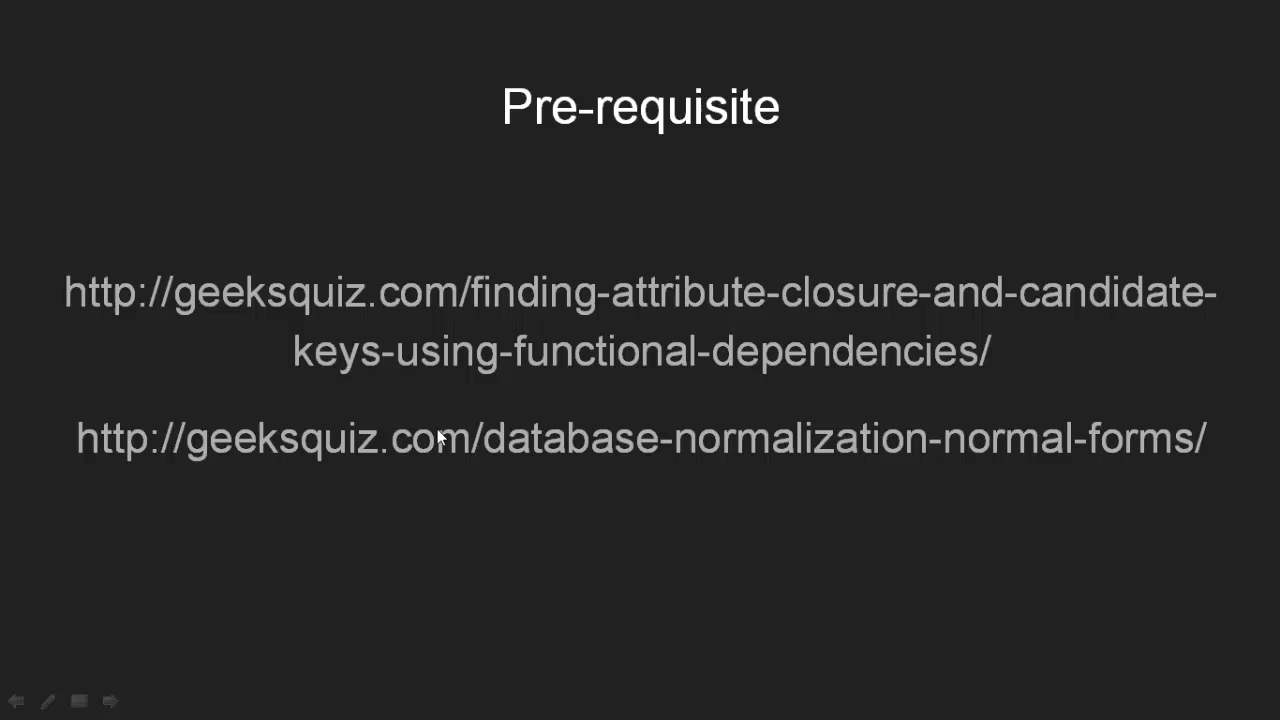 Pre-requisite
http://geeksquiz.com/finding-attribute-closure-and-candidate-
keys-using-functional-dependencies/
http://geeksquiz.com/database-normalization-normal-forms/